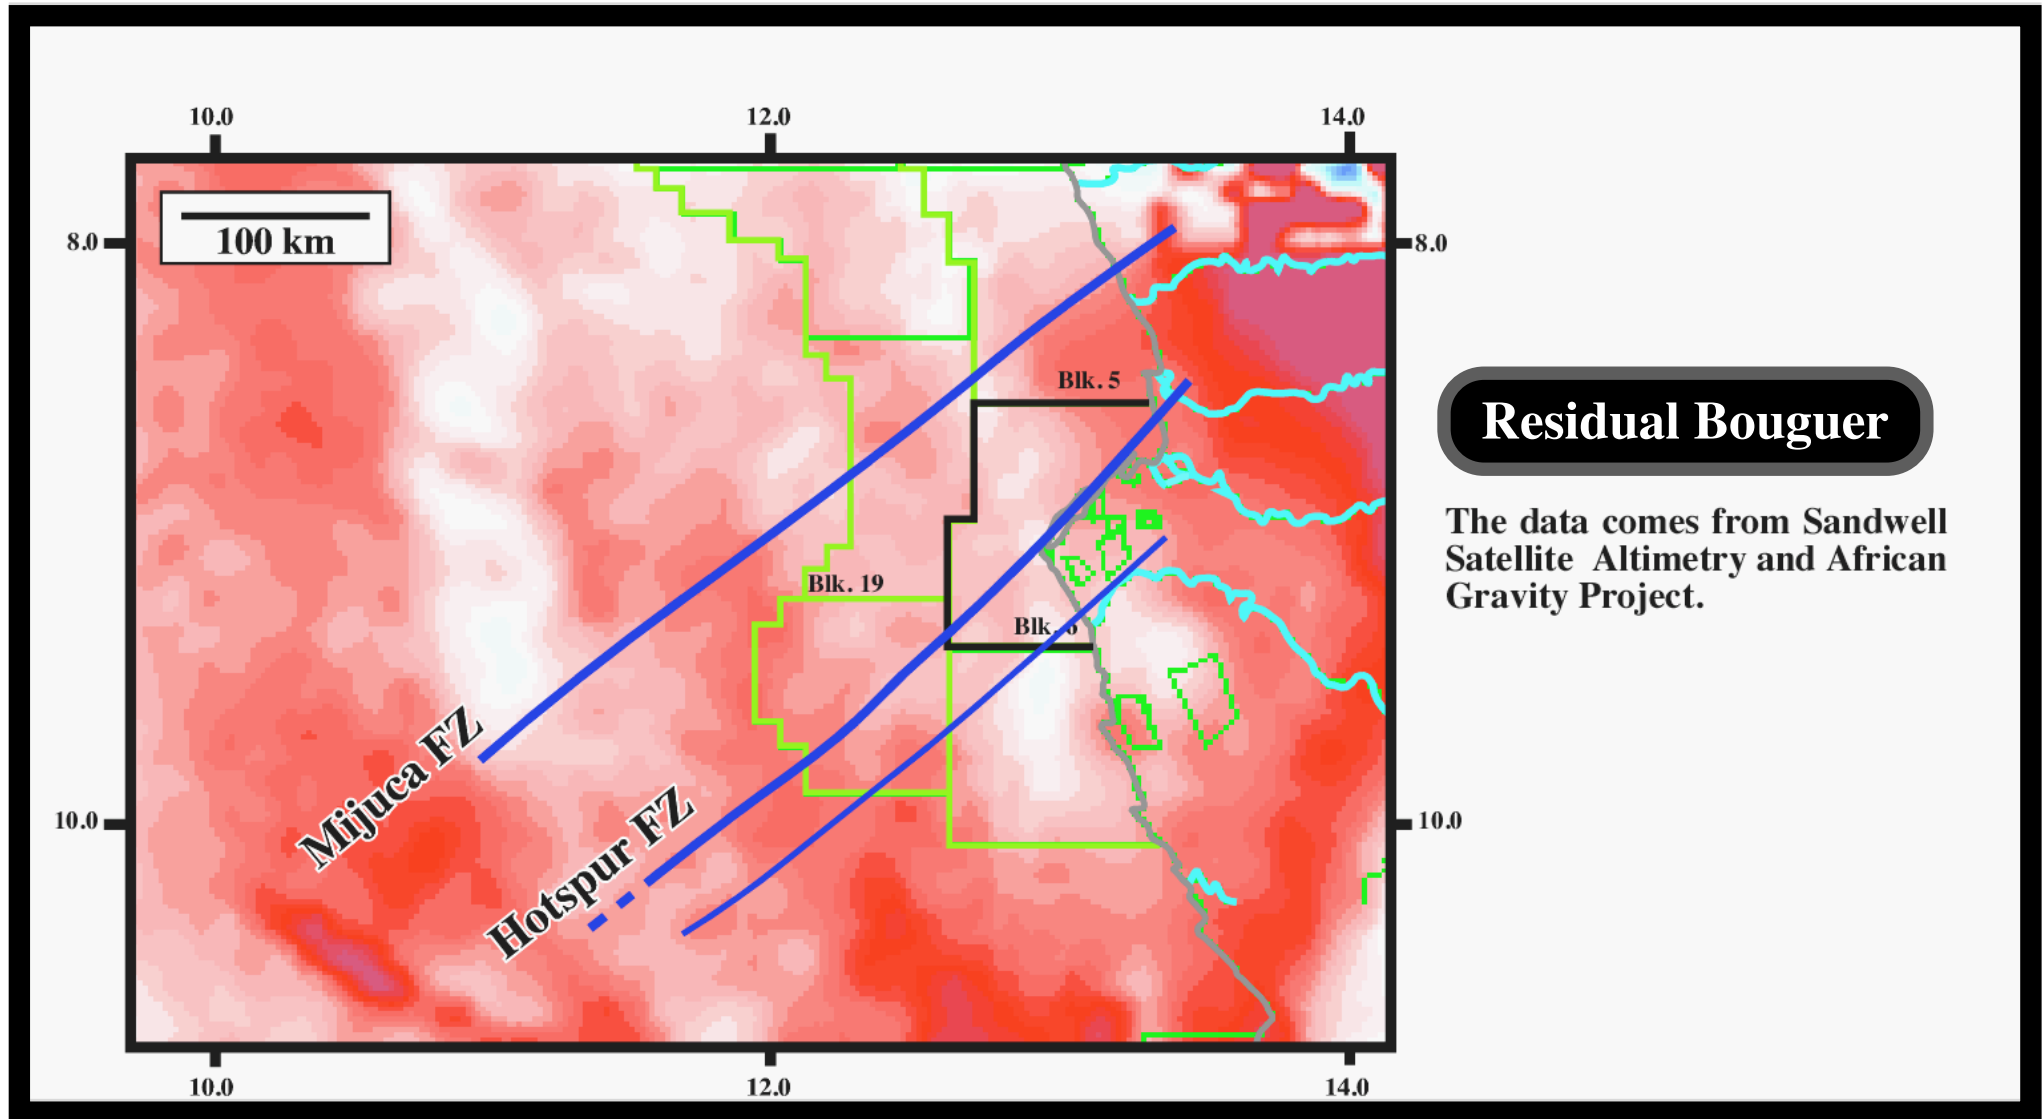 10.0 12.0 14.0
100 km
8.0 8.0
Blk. 5
Residual Bouguer
The data comes from Sandwell
Satellite Altimetry and African
Gravity Project.
Blk. 19
Blk. 6
Mijuca FZ
Hotspur FZ
10.0 10.0
10.0 12.0 14.0